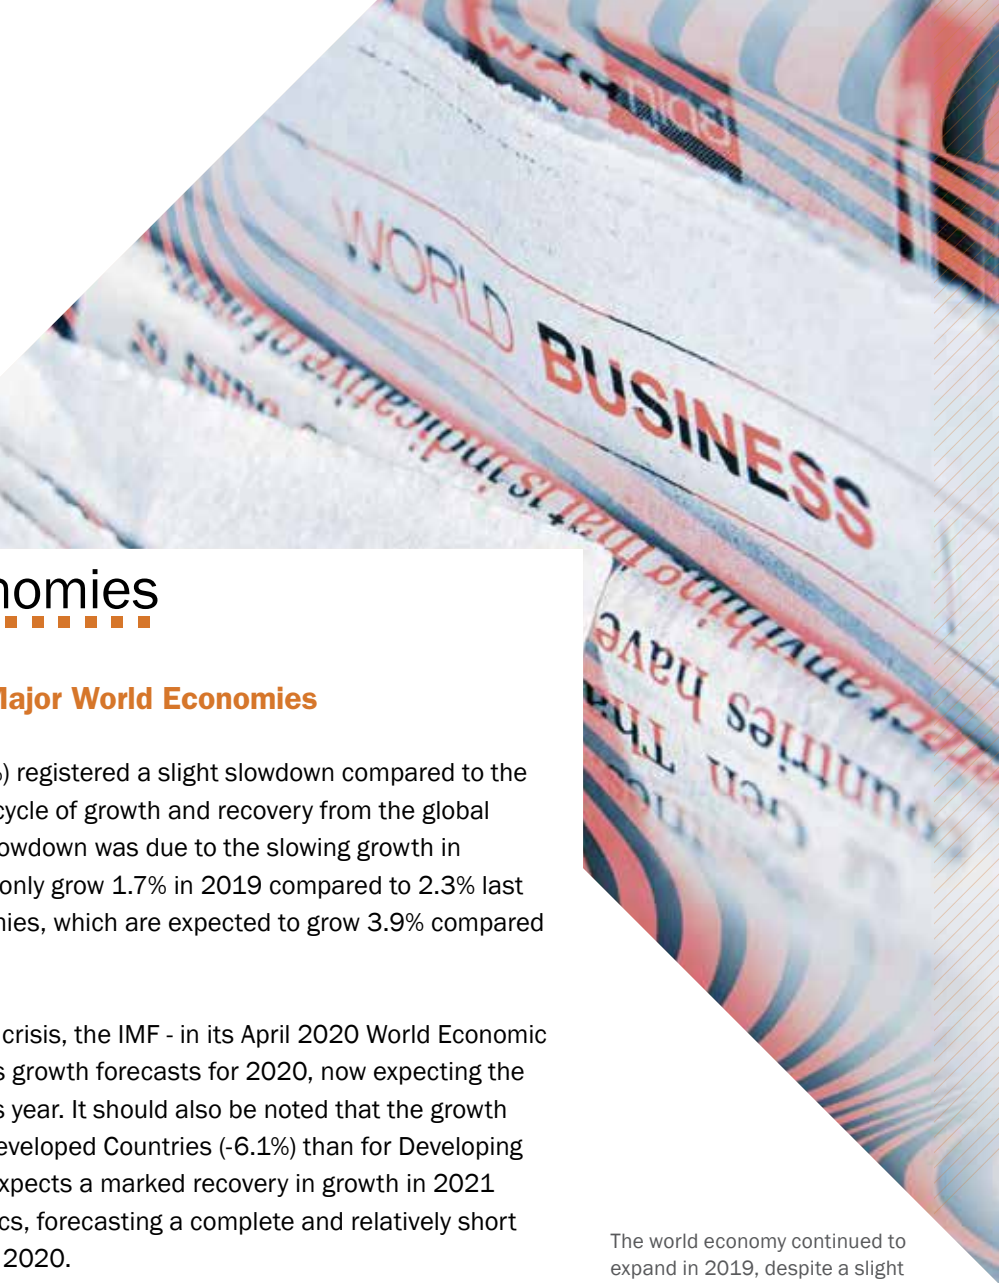 WORLD BUSINESS
countries have
Gen Tha
nomies
Major World Economies
%) registered a slight slowdown compared to the
cycle of growth and recovery from the global
owdown was due to the slowing growth in
only grow 1.7% in 2019 compared to 2.3% last
nies, which are expected to grow 3.9% compared
crisis, the IMF - in its April 2020 World Economic
s growth forecasts for 2020, now expecting the
s year. It should also be noted that the growth
eveloped Countries (-6.1%) than for Developing
xpects a marked recovery in growth in 2021
cs, forecasting a complete and relatively short
2020.
The world economy continued to
expand in 2019, despite a slight